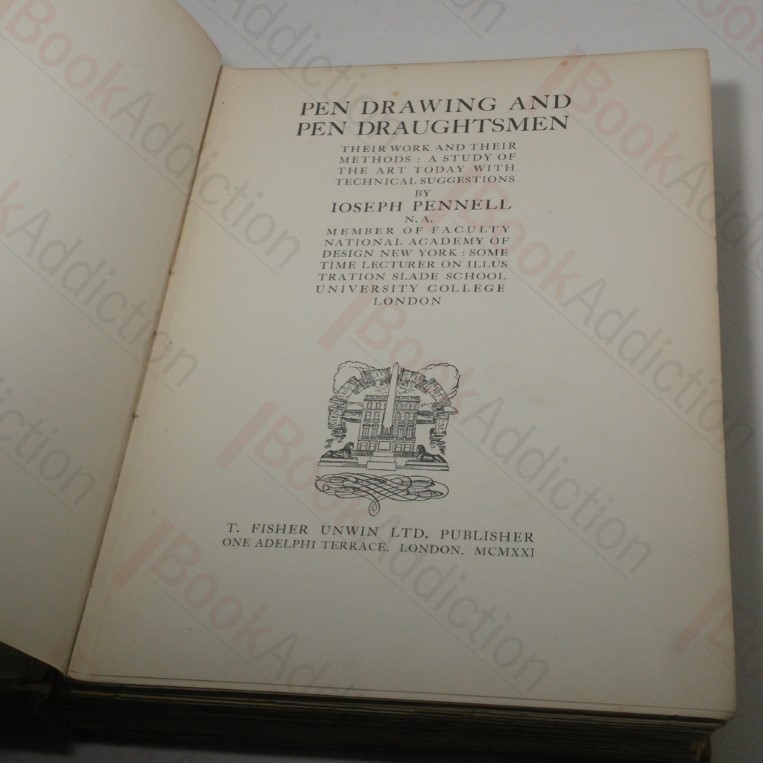 PEN DRAWING AND
PEN DRAUGHTSMEN
THEIR WORK AND THEIR
METHODS : A STUDY OF
THE ART TODAY WITH
TECHNICAL SUGGESTIONS
BY
IOSEPH PENNELL
N. A.
MEMBER OF FACULTY
NATIONAL ACADEMY OF
DESIGN NEW YORK : SOME
TIME LECTURER ON ILLUS
TRATION SLADE SCHOOL
UNIVERSITY COLLEGE
LONDON
T. FISHER UNWIN LTD. PUBLISHER
ONE ADELPHI TERRACE. LONDON. MCMXXI
BookAddiction